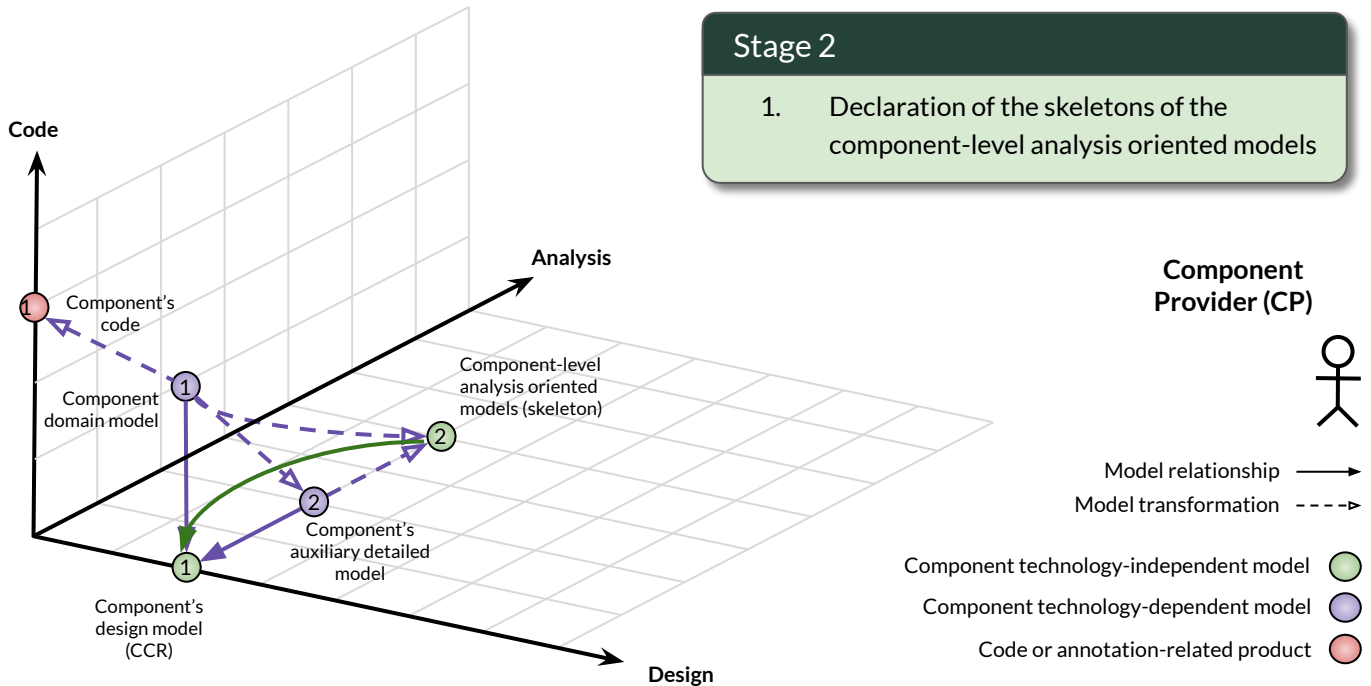 Stage 2
1. Declaration of the skeletons of the
component-level analysis oriented models
Code
Analysis
Component
Provider (CP)
1
Component's
code
Component-level
analysis oriented
models (skeleton)
1
Component
domain model
2
2
Component's
auxiliary detailed
model
1
Component's
design model
(CCR)
Design
Model relationship
Model transformation
Component technology-independent model
Component technology-dependent model
Code or annotation-related product